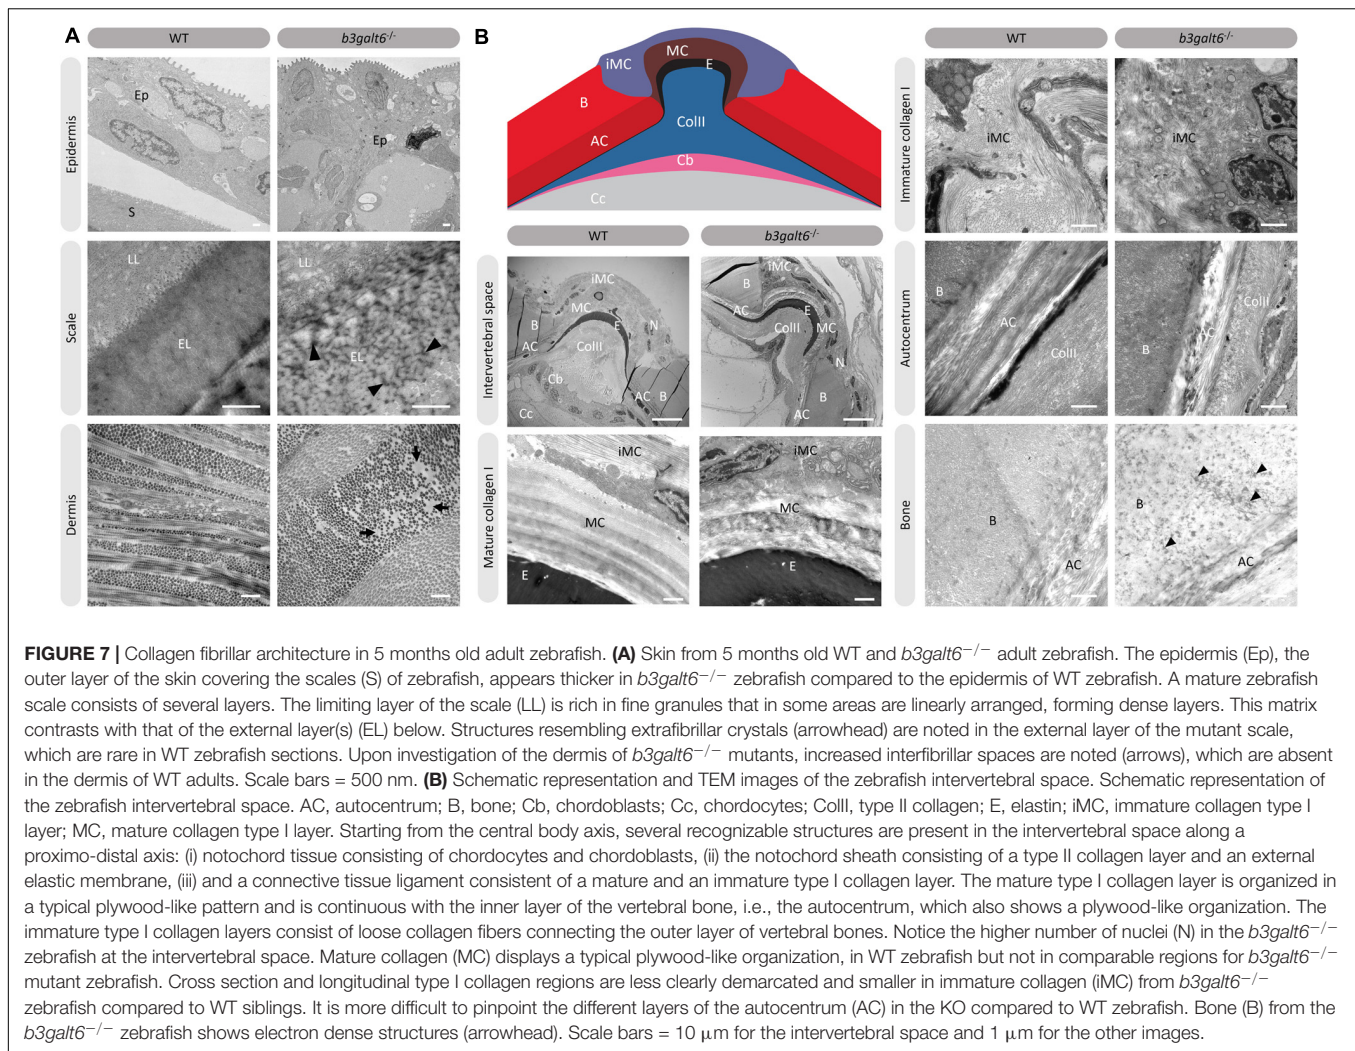 A
WT
b3galt6-/-
Epidermis
Ep
S
Ep
Scale
LL
EL
LL
EL
Dermis
B
MC
iMC
E
B
ColII
AC
Cb
Cc
WT
b3galt6-/-
Intervertebral space
iMC
MC
B
E
N
ColII
AC
Cb
AC
B
Cc
iMC
B
AC
E
ColII
MC
N
B
AC
Mature collagen I
iMC
MC
E
iMC
MC
E
WT
b3galt6-/-
Immature collagen I
iMC
iMC
Autocentrum
B
AC
ColII
ColII
AC
B
Bone
B
AC
B
AC
FIGURE 7 | Collagen fibrillar architecture in 5 months old adult zebrafish. (A) Skin from 5 months old WT and b3galt6−/− adult zebrafish. The epidermis (Ep), the
outer layer of the skin covering the scales (S) of zebrafish, appears thicker in b3galt6−/− zebrafish compared to the epidermis of WT zebrafish. A mature zebrafish
scale consists of several layers. The limiting layer of the scale (LL) is rich in fine granules that in some areas are linearly arranged, forming dense layers. This matrix
contrasts with that of the external layer(s) (EL) below. Structures resembling extrafibrillar crystals (arrowhead) are noted in the external layer of the mutant scale,
which are rare in WT zebrafish sections. Upon investigation of the dermis of b3galt6−/− mutants, increased interfibrillar spaces are noted (arrows), which are absent
in the dermis of WT adults. Scale bars = 500 nm. (B) Schematic representation and TEM images of the zebrafish intervertebral space. Schematic representation of
the zebrafish intervertebral space. AC, autocentrum; B, bone; Cb, chordoblasts; Cc, chordocytes; ColII, type II collagen; E, elastin; iMC, immature collagen type I
layer; MC, mature collagen type I layer. Starting from the central body axis, several recognizable structures are present in the intervertebral space along a
proximo-distal axis: (i) notochord tissue consisting of chordocytes and chordoblasts, (ii) the notochord sheath consisting of a type II collagen layer and an external
elastic membrane, (iii) and a connective tissue ligament consistent of a mature and an immature type I collagen layer. The mature type I collagen layer is organized in
a typical plywood-like pattern and is continuous with the inner layer of the vertebral bone, i.e., the autocentrum, which also shows a plywood-like organization. The
immature type I collagen layers consist of loose collagen fibers connecting the outer layer of vertebral bones. Notice the higher number of nuclei (N) in the b3galt6−/−
zebrafish at the intervertebral space. Mature collagen (MC) displays a typical plywood-like organization, in WT zebrafish but not in comparable regions for b3galt6−/−
mutant zebrafish. Cross section and longitudinal type I collagen regions are less clearly demarcated and smaller in immature collagen (iMC) from b3galt6−/−
zebrafish compared to WT siblings. It is more difficult to pinpoint the different layers of the autocentrum (AC) in the KO compared to WT zebrafish. Bone (B) from the
b3galt6−/− zebrafish shows electron dense structures (arrowhead). Scale bars = 10 μm for the intervertebral space and 1 μm for the other images.